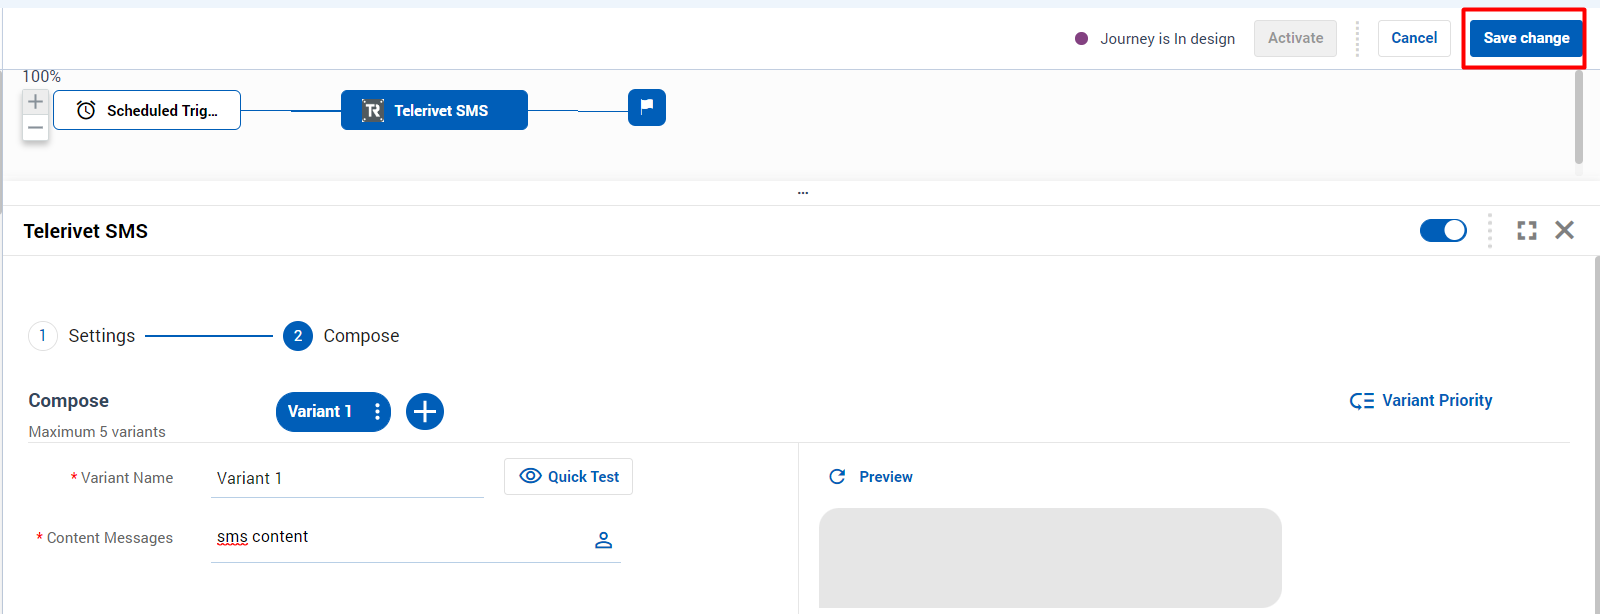 Journey is In design Activate Cancel Save change
100%
Scheduled Trig... TR Telerivet SMS
...
Telerivet SMS
1 Settings 2 Compose
Compose Variant 1 Variant Priority
Maximum 5 variants
* Variant Name Variant 1 Quick Test Preview
* Content Messages sms content